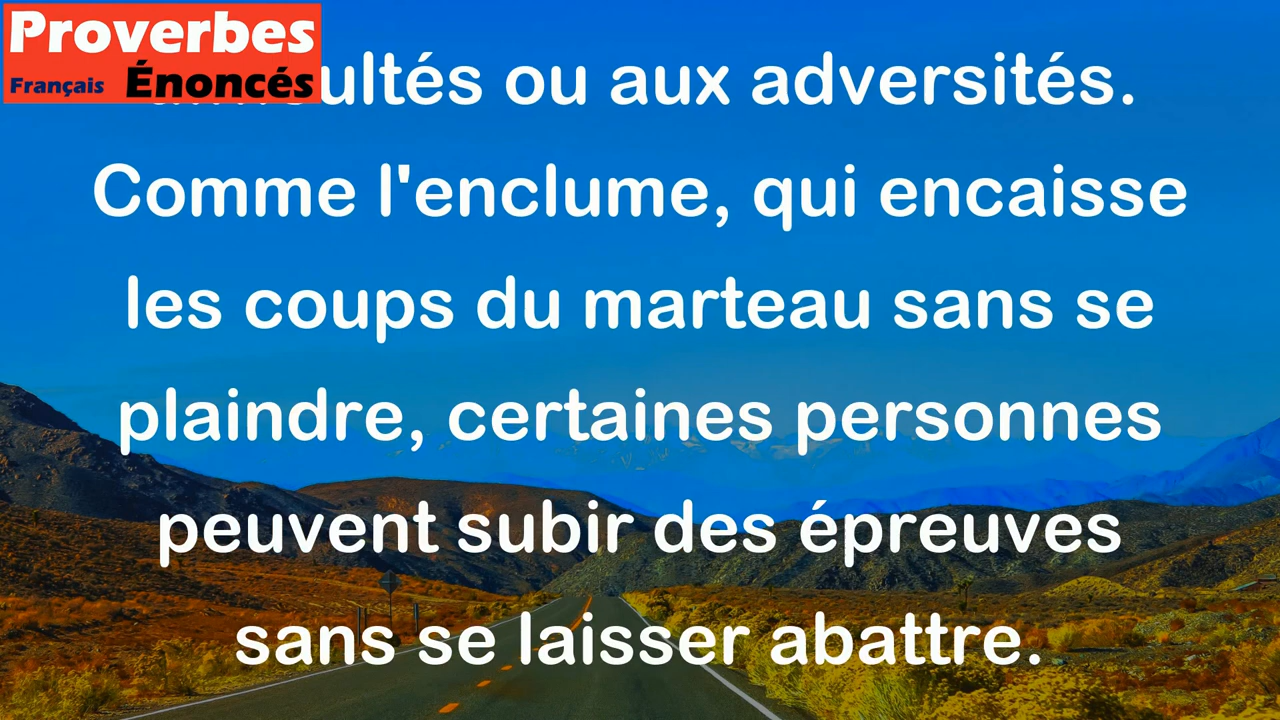 Proverbes
Français Énoncés
ultés ou aux adversités.
Comme l'enclume, qui encaisse
les coups du marteau sans se
plaindre, certaines personnes
peuvent subir des épreuves
sans se laisser abattre.